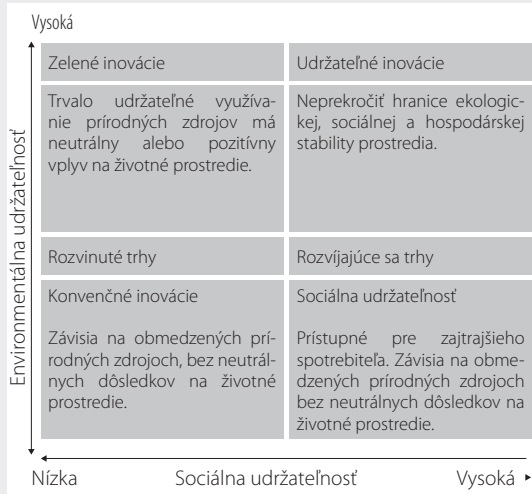 Vysoká
Environmentálna udržateľnosť
Zelené inovácie
Trvalo udržateľné využíva-
nie prírodných zdrojov má
neutrálny alebo pozitívny
vplyv na životné prostredie.
Udržateľné inovácie
Neprekročiť hranice ekologic-
kej, sociálnej a hospodárskej
stability prostredia.
Rozvinuté trhy
Rozvíjajúce sa trhy
Konvenčné inovácie
Závisia na obmedzených prí-
rodných zdrojoch, bez neutrál-
nych dôsledkov na životné
prostredie.
Sociálna udržateľnosť
Prístupné pre zajtrajšieho
spotrebiteľa. Závisia na obme-
dzených prírodných zdrojoch
bez neutrálnych dôsledkov na
životné prostredie.
Nízka Sociálna udržateľnosť Vysoká